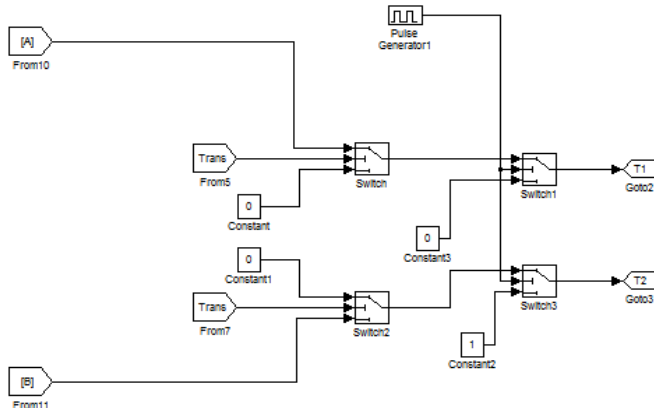 [A]
From10
Pulse
Generator1
Trans
From5
Switch
0
Constant
T1
Goto2
Switch1
0
Constant3
0
Constant1
Trans
From7
Switch2
T2
Goto3
Switch3
1
Constant2
[B]
From11